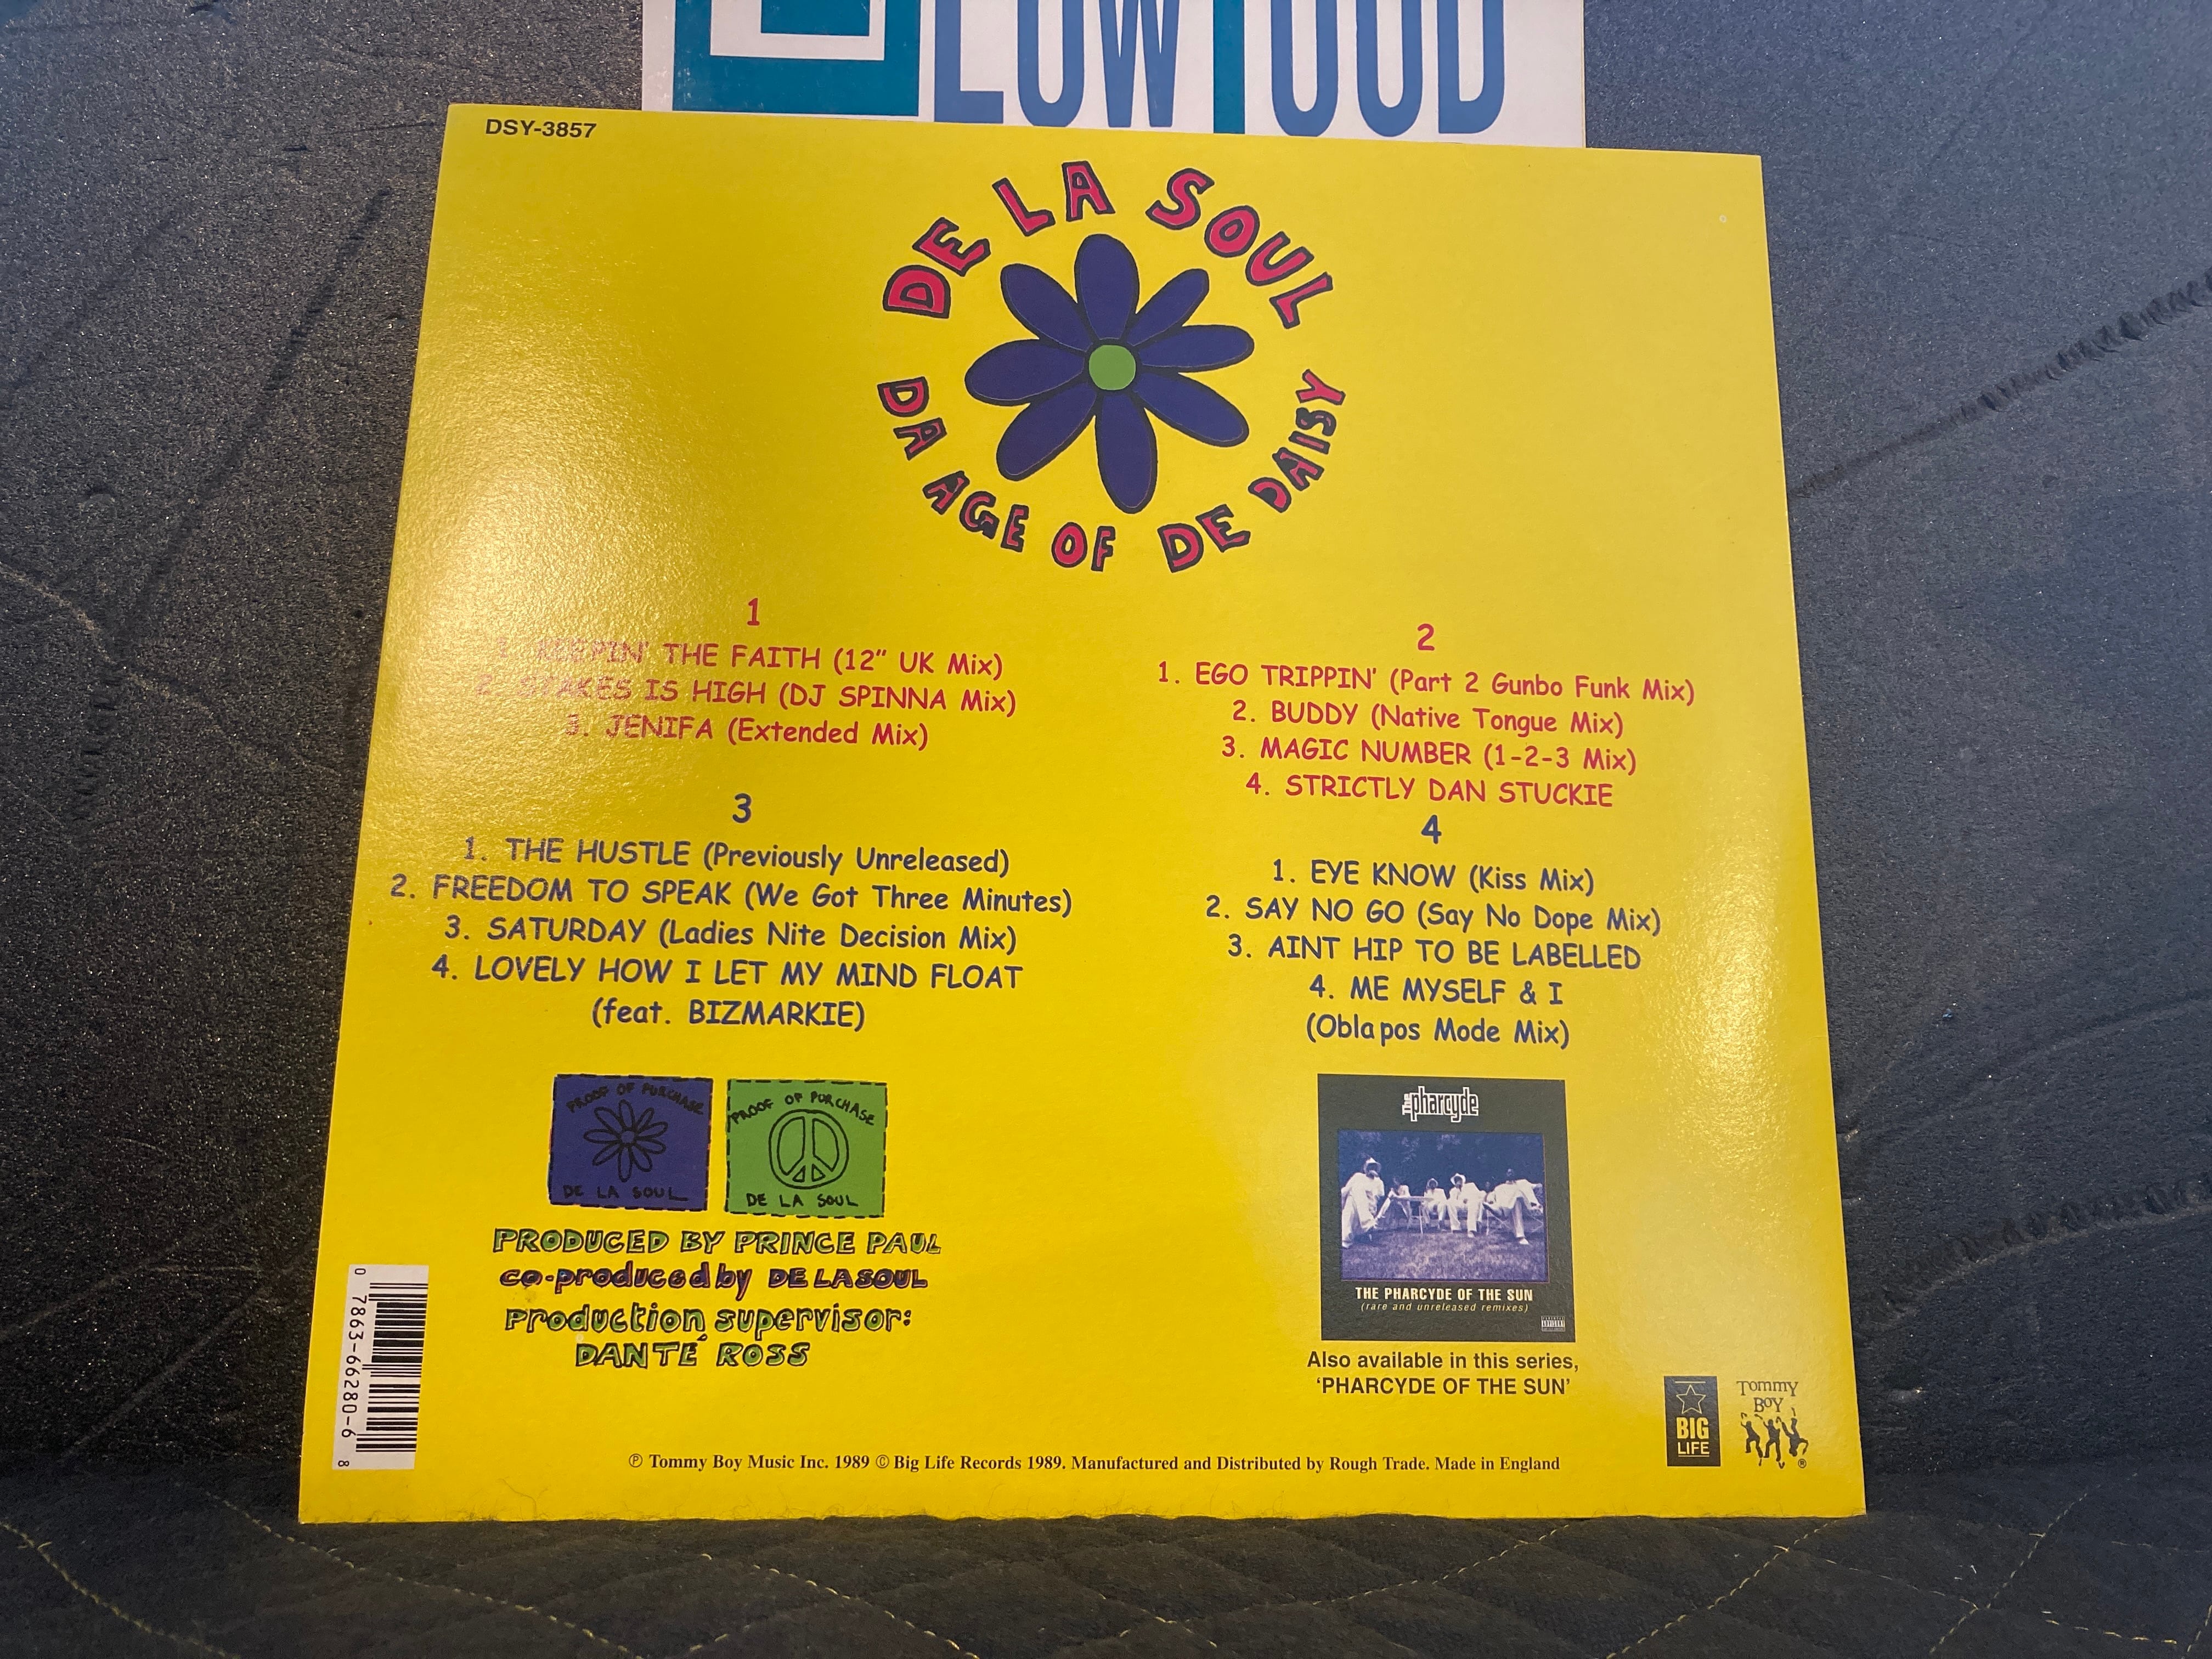 DSY-3857
DE LA SOUL
DA AGE OF DE DAISY
1
1. KEEPIN' THE FAITH (12" UK Mix)
2. STAKES IS HIGH (DJ SPINNA Mix)
3. JENIFA (Extended Mix)
2
1. EGO TRIPPIN' (Part 2 Gunbo Funk Mix)
2. BUDDY (Native Tongue Mix)
3. MAGIC NUMBER (1-2-3 Mix)
4. STRICTLY DAN STUCKIE
3
1. THE HUSTLE (Previously Unreleased)
2. FREEDOM TO SPEAK (We Got Three Minutes)
3. SATURDAY (Ladies Nite Decision Mix)
4. LOVELY HOW I LET MY MIND FLOAT
(feat. BIZMARKIE)
4
1. EYE KNOW (Kiss Mix)
2. SAY NO GO (Say No Dope Mix)
3. AINT HIP TO BE LABELLED
4. ME MYSELF & I
(Oblapos Mode Mix)
PROOF OF PURCHASE
DE LA SOUL
PROOF OF PURCHASE
DE LA SOUL
PRODUCED BY PRINCE PAUL
co-produced by DE LA SOUL
Production supervisor:
DANTÉ ROSS
0 7863-66280-6 8
The pharcyde
THE PHARCYDE OF THE SUN
(rare and unreleased remixes)
Also available in this series,
'PHARCYDE OF THE SUN'
BIG
LIFE
Tommy
Boy
®
℗ Tommy Boy Music Inc. 1989 © Big Life Records 1989. Manufactured and Distributed by Rough Trade. Made in England